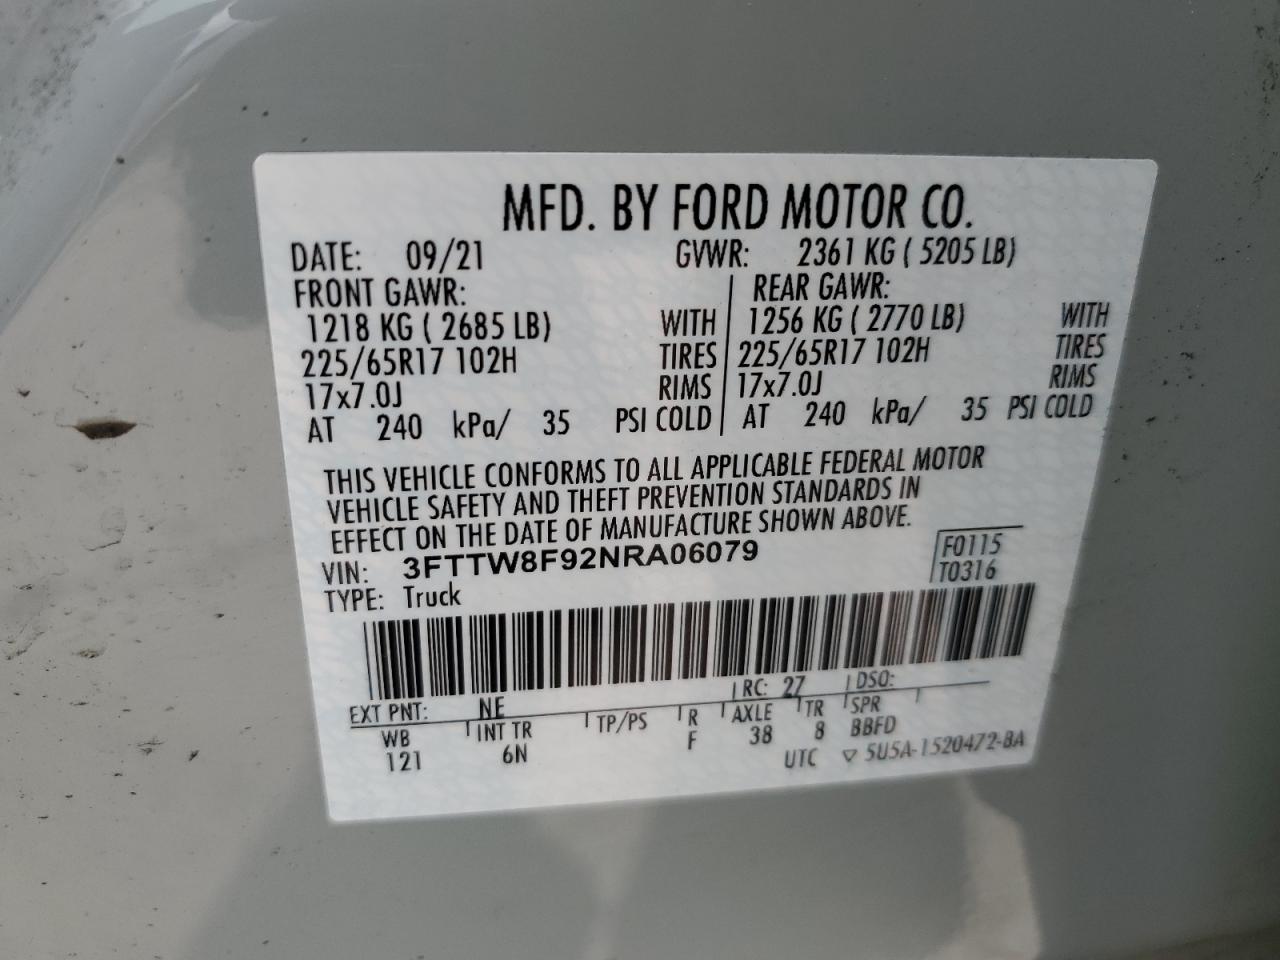 MFD. BY FORD MOTOR CO.
DATE: 09/21 GVWR: 2361 KG ( 5205 LB)
FRONT GAWR: REAR GAWR:
1218 KG ( 2685 LB) WITH 1256 KG ( 2770 LB) WITH
225/65R17 102H TIRES 225/65R17 102H TIRES
17x7.0J RIMS 17x7.0J RIMS
AT 240 kPa/ 35 PSI COLD AT 240 kPa/ 35 PSI COLD
THIS VEHICLE CONFORMS TO ALL APPLICABLE FEDERAL MOTOR
VEHICLE SAFETY AND THEFT PREVENTION STANDARDS IN
EFFECT ON THE DATE OF MANUFACTURE SHOWN ABOVE.
VIN: 3FTTW8F92NRA06079 F0115
TYPE: Truck T0316
EXT PNT: NE RC: 27 DSO:
WB INT TR TP/PS R AXLE TR SPR
121 6N F 38 8 BBFD
UTC ▽ 5U5A-1520472-BA